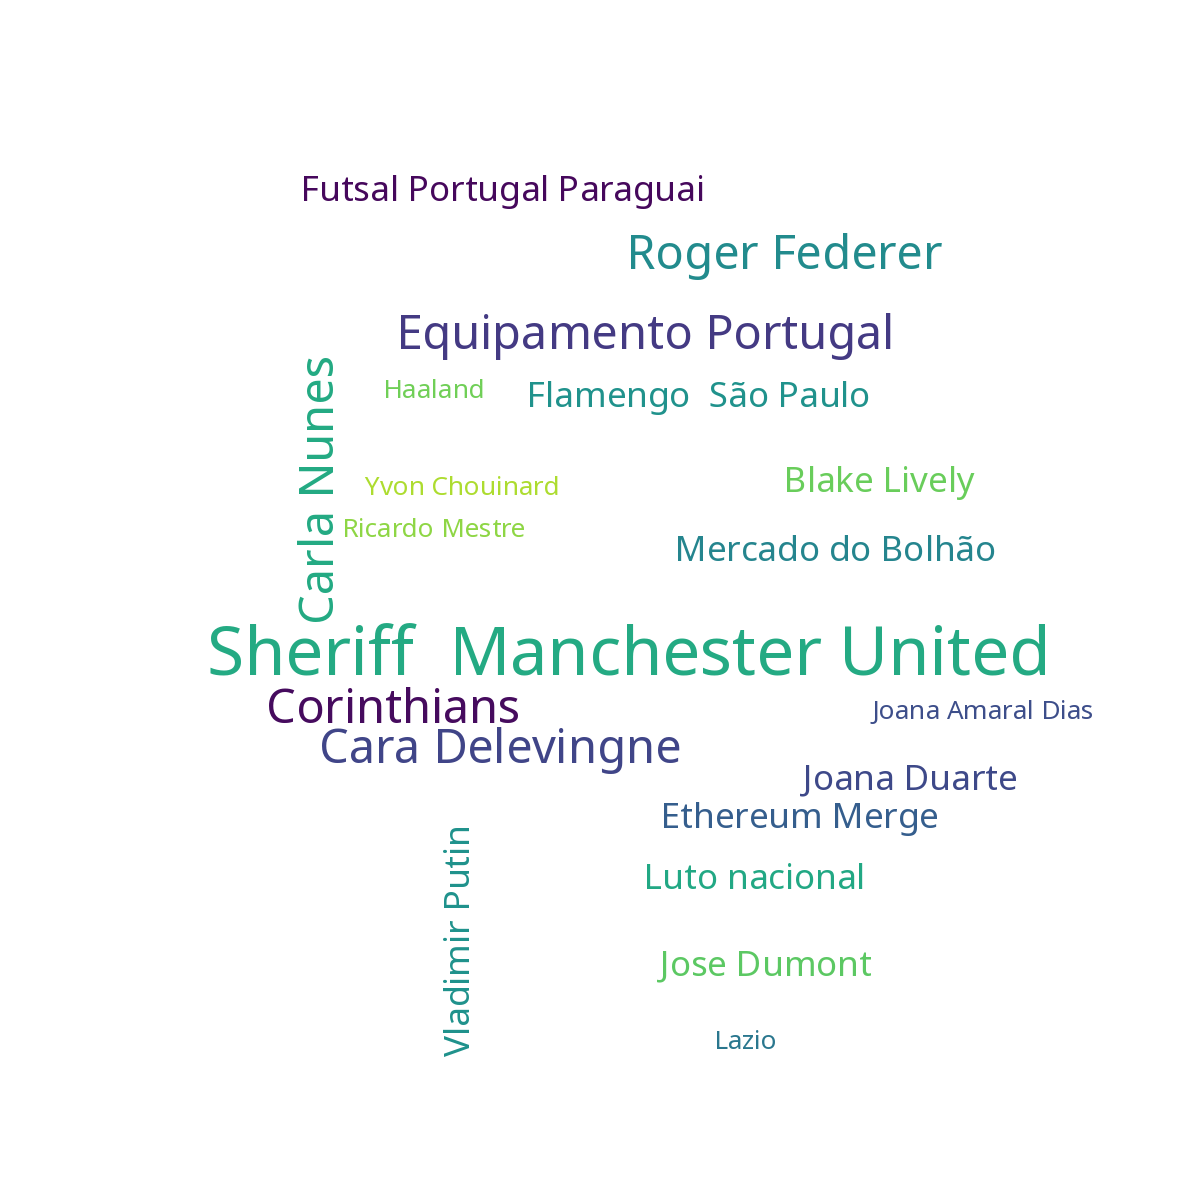 Futsal Portugal Paraguai
Roger Federer
Equipamento Portugal
Carla Nunes
Haaland
Flamengo  São Paulo
Yvon Chouinard
Blake Lively
Ricardo Mestre
Mercado do Bolhão
Sheriff  Manchester United
Corinthians
Joana Amaral Dias
Cara Delevingne
Joana Duarte
Ethereum Merge
Vladimir Putin
Luto nacional
Jose Dumont
Lazio